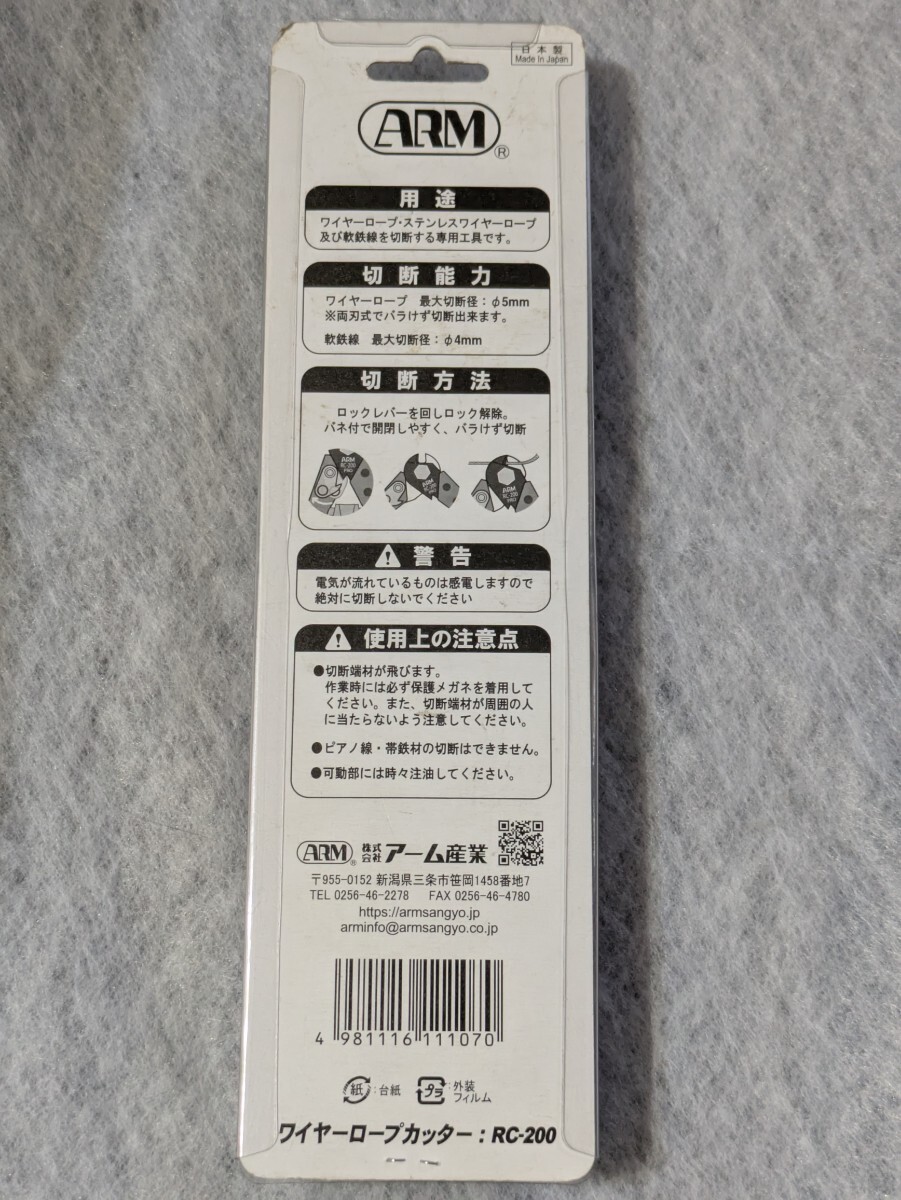 日本製
Made In Japan
ARM®
用途
ワイヤーロープ・ステンレスワイヤーロープ
及び軟鉄線を切断する専用工具です。
切断能力
ワイヤーロープ 最大切断径：φ5mm
※両刃式でバラけず切断出来ます。
軟鉄線 最大切断径：φ4mm
切断方法
ロックレバーを回しロック解除。
バネ付で開閉しやすく、バラけず切断
ARM
RC-200
PRO
ARM
RC-200
PRO
ARM
RC-200
PRO
警告
電気が流れているものは感電しますので
絶対に切断しないでください
使用上の注意点
●切断端材が飛びます。
作業時には必ず保護メガネを着用して
ください。また、切断端材が周囲の人
に当たらないよう注意してください。
●ピアノ線・帯鉄材の切断はできません。
●可動部には時々注油してください。
ARM® 株式会社 アーム産業
〒955-0152 新潟県三条市笹岡1458番地7
TEL 0256-46-2278 FAX 0256-46-4780
https://armsangyo.jp
arminfo@armsangyo.co.jp
4 981116 111070
紙：台紙 プラ：外装フィルム
ワイヤーロープカッター：RC-200